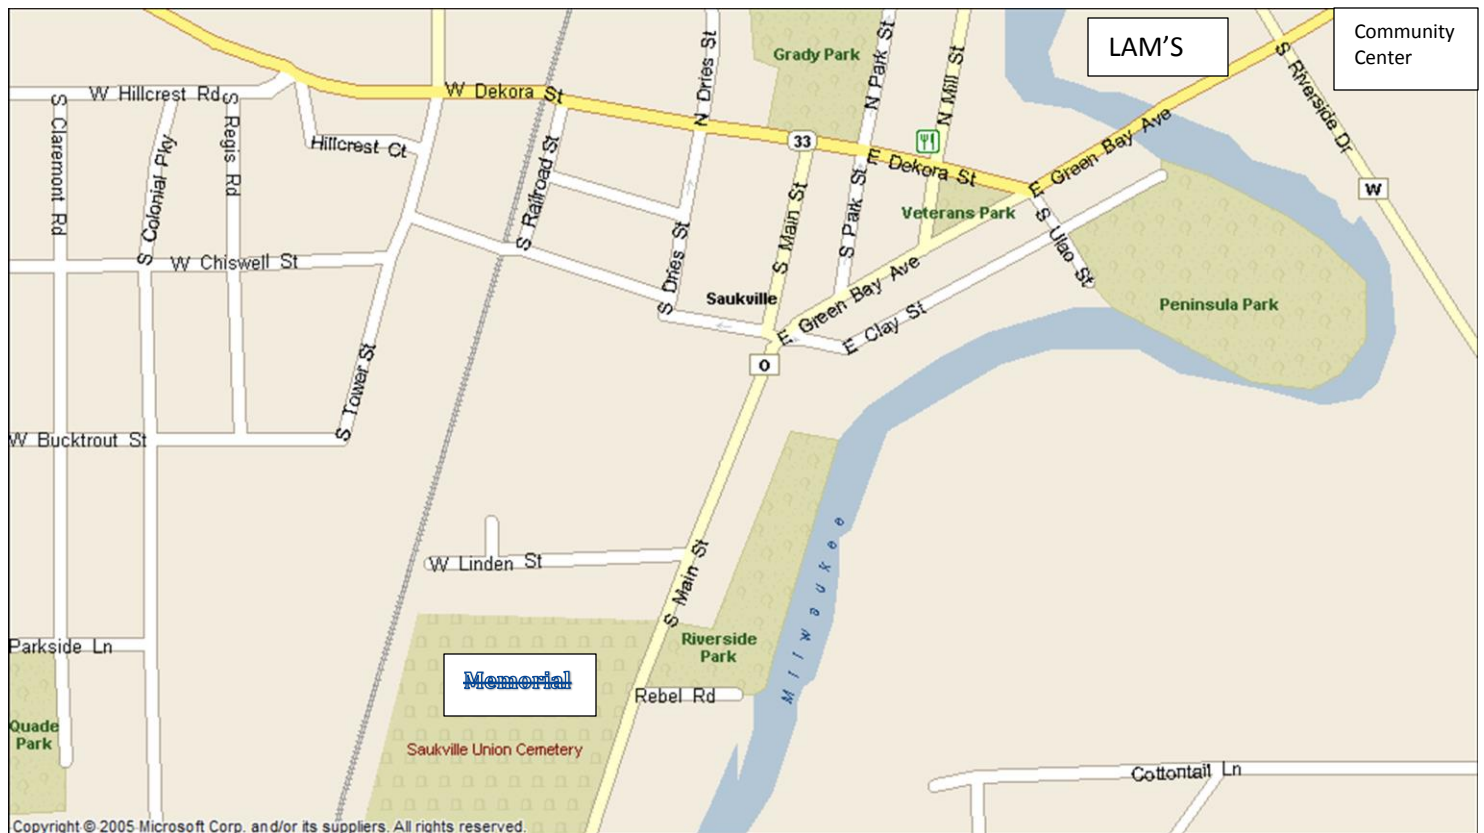 LAM'S
Community
Center
Grady Park
N Dries St
N Park St
N Mill St
S Riverside Dr
W Hillcrest Rd
W Dekora St
S Claremont Rd
S Colonial Pky
S Regis Rd
Hillcrest Ct
S Railroad St
33
E Dekora St
E Green Bay Ave
W
S Main St
S Park St
Veterans Park
S Ulao St
S Dries St
W Chiswell St
Saukville
E Green Bay Ave
E Clay St
Peninsula Park
O
S Tower St
W Bucktrout St
W Linden St
S Main St
Milwaukee
Riverside
Park
Parkside Ln
Memorial
Rebel Rd
Quade
Park
Saukville Union Cemetery
Cottontail Ln
Copyright © 2005 Microsoft Corp. and/or its suppliers. All rights reserved.